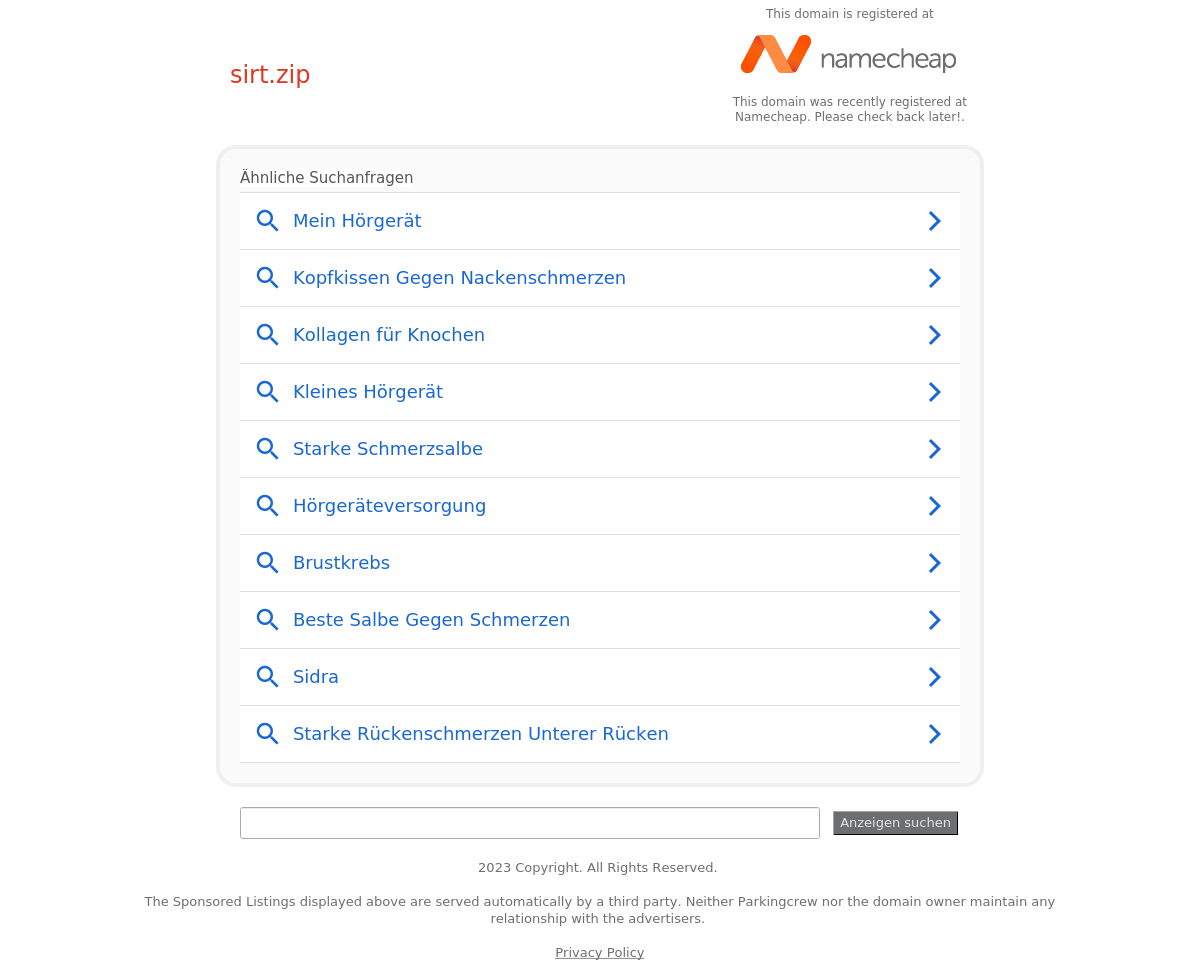 This domain is registered at
namecheap
sirt.zip
This domain was recently registered at
Namecheap. Please check back later!.
Ähnliche Suchanfragen
Mein Hörgerät
Kopfkissen Gegen Nackenschmerzen
Kollagen für Knochen
Kleines Hörgerät
Starke Schmerzsalbe
Hörgeräteversorgung
Brustkrebs
Beste Salbe Gegen Schmerzen
Sidra
Starke Rückenschmerzen Unterer Rücken
Anzeigen suchen
2023 Copyright. All Rights Reserved.
The Sponsored Listings displayed above are served automatically by a third party. Neither Parkingcrew nor the domain owner maintain any
relationship with the advertisers.
Privacy Policy